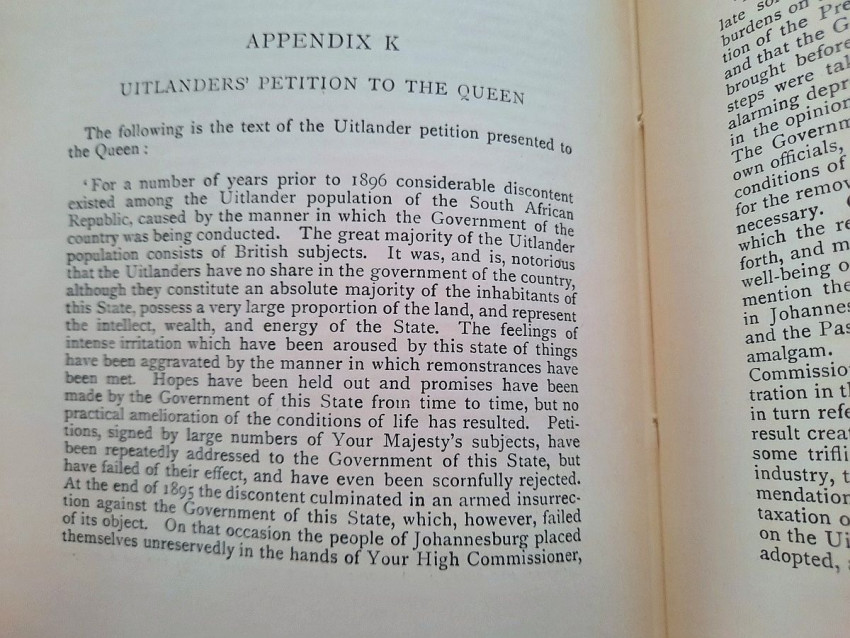 APPENDIX K
UITLANDERS' PETITION TO THE QUEEN
The following is the text of the Uitlander petition presented to
the Queen :
'For a number of years prior to 1896 considerable discontent
existed among the Uitlander population of the South African
Republic, caused by the manner in which the Government of the
country was being conducted. The great majority of the Uitlander
population consists of British subjects. It was, and is, notorious
that the Uitlanders have no share in the government of the country,
although they constitute an absolute majority of the inhabitants of
this State, possess a very large proportion of the land, and represent
the intellect, wealth, and energy of the State. The feelings of
intense irritation which have been aroused by this state of things
have been aggravated by the manner in which remonstrances have
been met. Hopes have been held out and promises have been
made by the Government of this State from time to time, but no
practical amelioration of the conditions of life has resulted. Peti-
tions, signed by large numbers of Your Majesty's subjects, have
been repeatedly addressed to the Government of this State, but
have failed of their effect, and have even been scornfully rejected.
At the end of 1895 the discontent culminated in an armed insurrec-
tion against the Government of this State, which, however, failed
of its object. On that occasion the people of Johannesburg placed
themselves unreservedly in the hands of Your High Commissioner,
late
burdens on
tion of the
and that the
brought before
steps were
alarming
in the opinion
The
own officials,
conditions of
for the
necessary.
which the
forth, and
well-being
mention the
in
and the
amalgam.
tration in
in turn
result
some
industry,
taxation
on the
adopted,